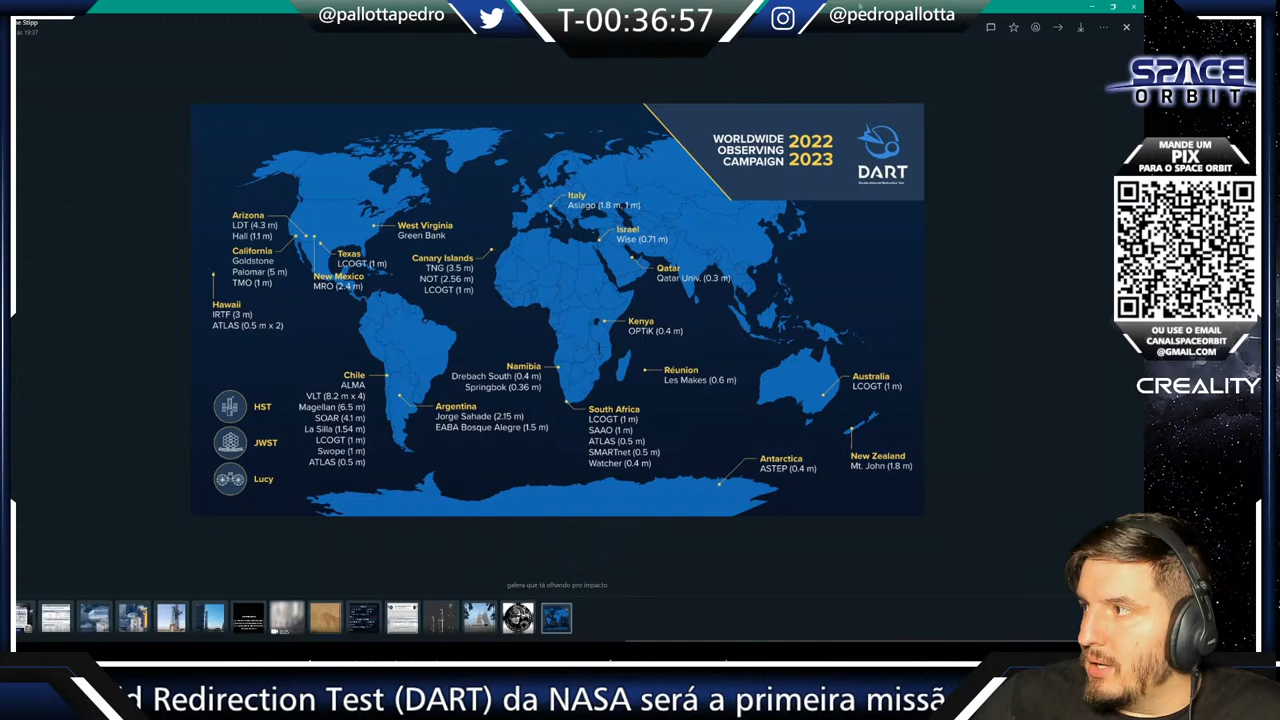 @pallottapedro
T-00:36:57
@pedropallotta
19:37
SPACE
ORBIT
MANDE UM
PIX
PARA O SPACE ORBIT
OU USE O EMAIL
CANALSPACEORBIT
@GMAIL.COM
CREALITY
WORLDWIDE
OBSERVING
CAMPAIGN
2022
2023
DART
Double Asteroid Redirection Test
Arizona
LDT (4.3 m)
Hall (1.1 m)
California
Goldstone
Palomar (5 m)
TMO (1 m)
Hawaii
IRTF (3 m)
ATLAS (0.5 m x 2)
Texas
LCOGT (1 m)
New Mexico
MRO (2.4 m)
West Virginia
Green Bank
Canary Islands
TNG (3.5 m)
NOT (2.56 m)
LCOGT (1 m)
Italy
Asiago (1.8 m, 1 m)
Israel
Wise (0.71 m)
Qatar
Qatar Univ. (0.3 m)
Kenya
OPTiK (0.4 m)
Chile
ALMA
VLT (8.2 m x 4)
Magellan (6.5 m)
SOAR (4.1 m)
La Silla (1.54 m)
LCOGT (1 m)
Swope (1 m)
ATLAS (0.5 m)
Argentina
Jorge Sahade (2.15 m)
EABA Bosque Alegre (1.5 m)
Namibia
Drebach South (0.4 m)
Springbok (0.36 m)
South Africa
LCOGT (1 m)
SAAO (1 m)
ATLAS (0.5 m)
SMARTnet (0.5 m)
Watcher (0.4 m)
Réunion
Les Makes (0.6 m)
Australia
LCOGT (1 m)
New Zealand
Mt. John (1.8 m)
Antarctica
ASTEP (0.4 m)
HST
JWST
Lucy
galera que tá olhando pro impacto
0:25
d Redirection Test (DART) da NASA será a primeira missã